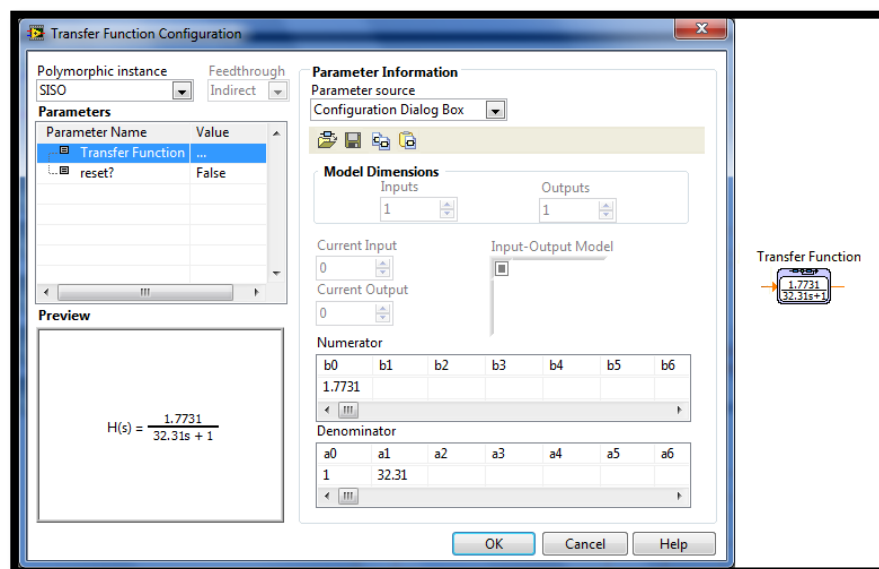 Transfer Function Configuration
Polymorphic instance
Feedthrough
SISO
Indirect
Parameters
Parameter Name Value
Transfer Function ...
reset? False
Preview
H(s) = 1.7731
32.31s + 1
Parameter Information
Parameter source
Configuration Dialog Box
Model Dimensions
Inputs Outputs
1 1
Current Input
0
Input-Output Model
Current Output
0
Numerator
b0 b1 b2 b3 b4 b5 b6
1.7731
Denominator
a0 a1 a2 a3 a4 a5 a6
1 32.31
OK Cancel Help
Transfer Function
1.7731
32.31s+1